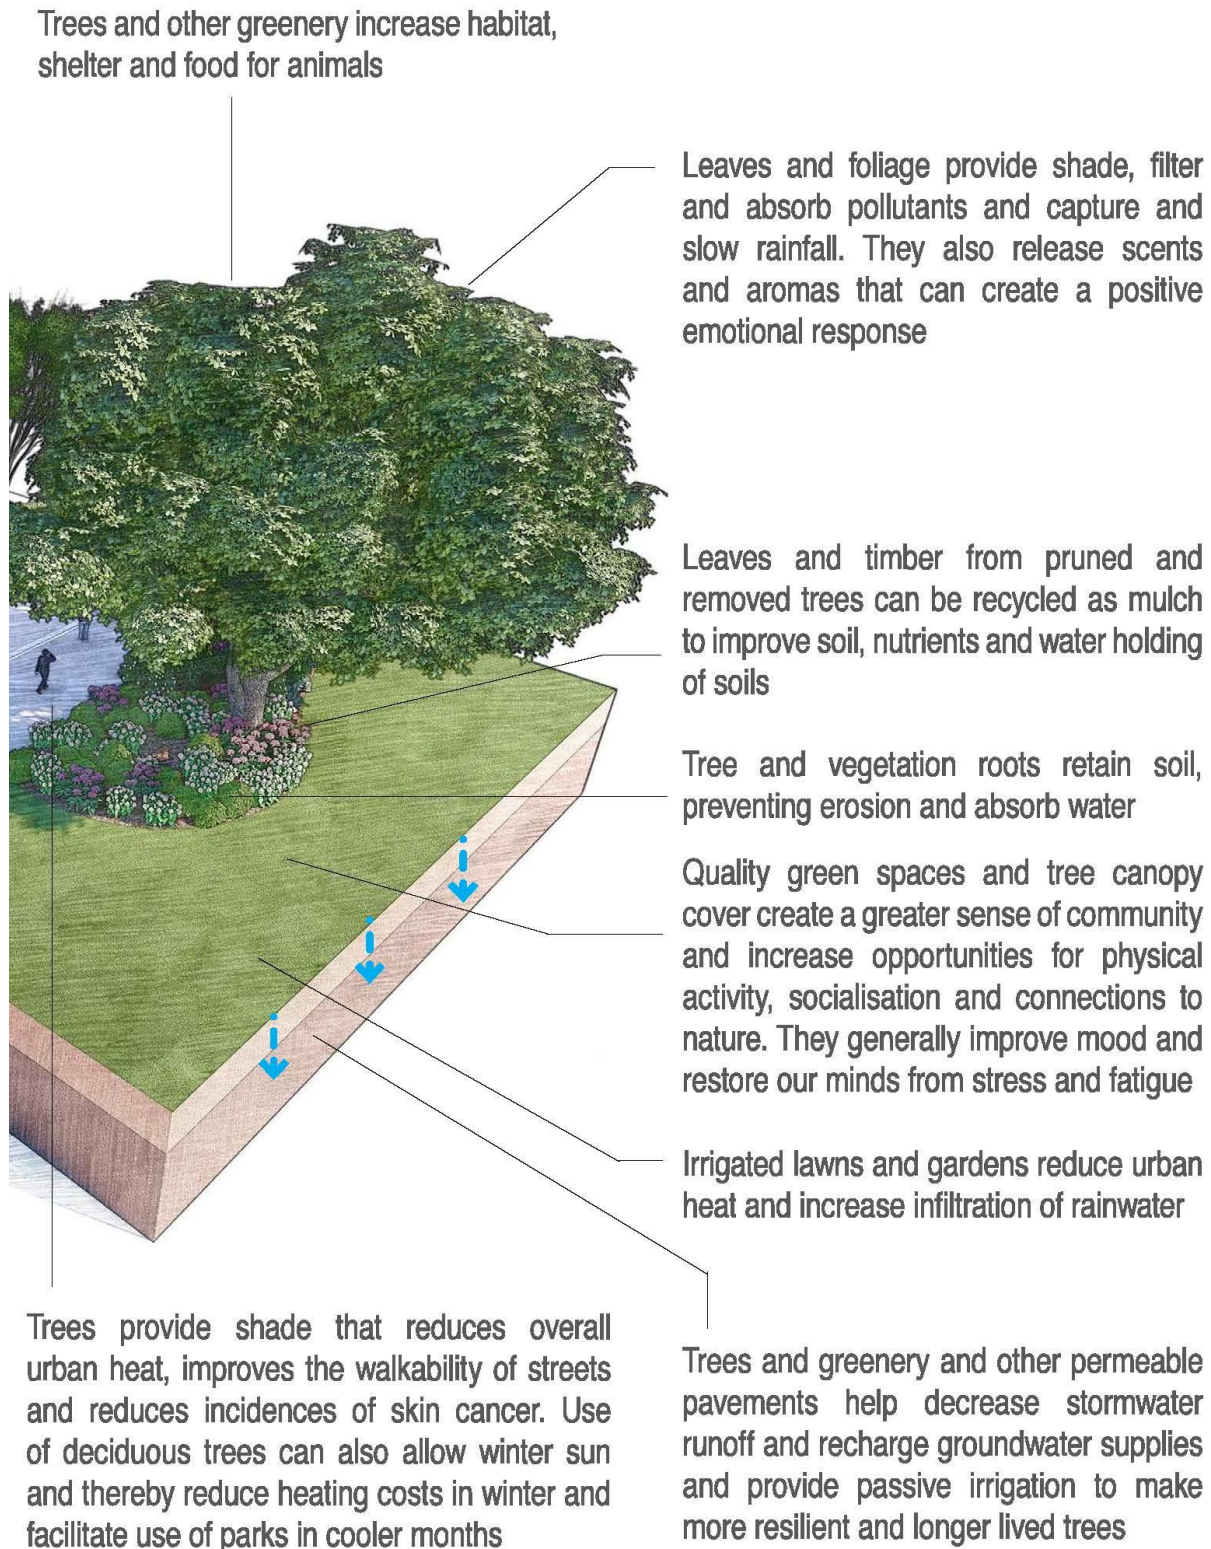 Trees and other greenery increase habitat,
shelter and food for animals
Leaves and foliage provide shade, filter
and absorb pollutants and capture and
slow rainfall. They also release scents
and aromas that can create a positive
emotional response
Leaves and timber from pruned and
removed trees can be recycled as mulch
to improve soil, nutrients and water holding
of soils
Tree and vegetation roots retain soil,
preventing erosion and absorb water
Quality green spaces and tree canopy
cover create a greater sense of community
and increase opportunities for physical
activity, socialisation and connections to
nature. They generally improve mood and
restore our minds from stress and fatigue
Irrigated lawns and gardens reduce urban
heat and increase infiltration of rainwater
Trees provide shade that reduces overall
urban heat, improves the walkability of streets
and reduces incidences of skin cancer. Use
of deciduous trees can also allow winter sun
and thereby reduce heating costs in winter and
facilitate use of parks in cooler months
Trees and greenery and other permeable
pavements help decrease stormwater
runoff and recharge groundwater supplies
and provide passive irrigation to make
more resilient and longer lived trees